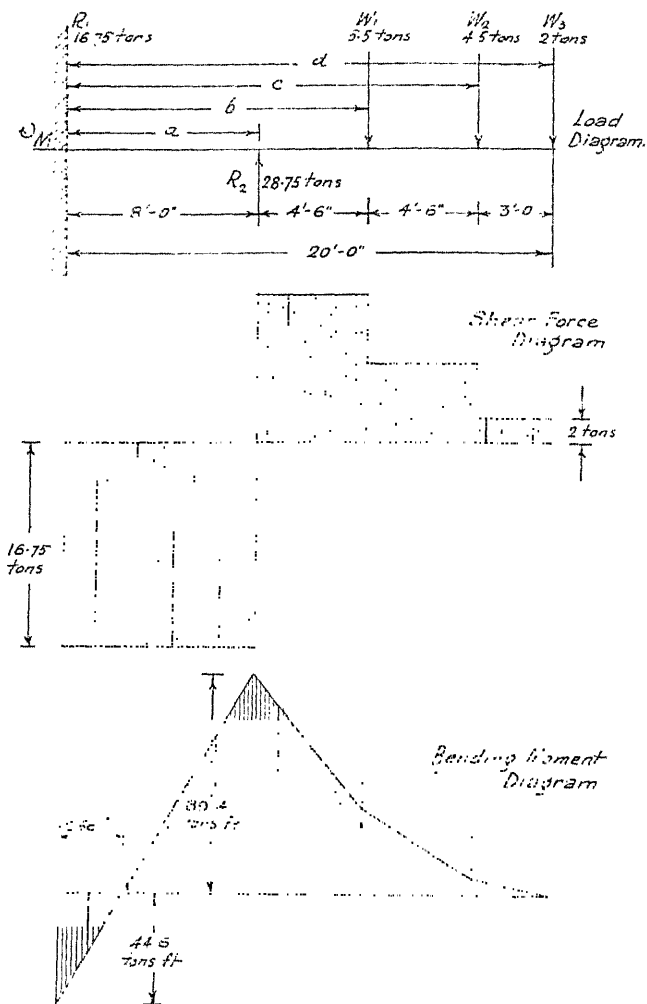 R₁
16·75 tons
W₁
5·5 tons
W₂
4·5 tons
W₃
2 tons
d
c
b
a
Load
Diagram.
R₂
28·75 tons
8'-0"
4'-6"
4'-6"
3'-0
20'-0"
Shear Force
Diagram
2 tons
16·75
tons
Bending Moment
Diagram
tons ft
tons ft